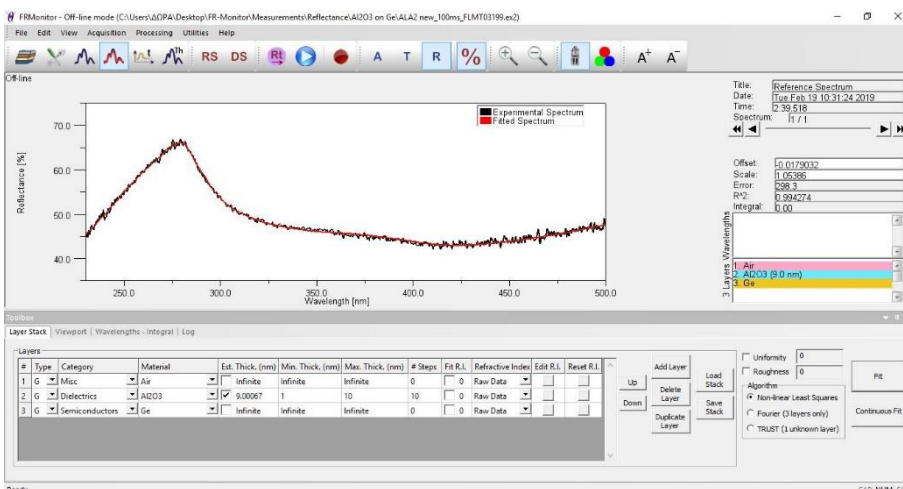 FRMonitor - Off-line mode (C:\Users\ΔΩΡΑ\Desktop\FR-Monitor\Measurements\Reflectance\Al2O3 on Ge\ALA2 new_100ms_FLMT03199.ex2)
File Edit View Acquisition Processing Utilities Help
Th RS DS Rt A T R % A+ A-
Off-line
Title: Reference Spectrum
Date: Tue Feb 19 10:31:24 2019
Time: 2:39,518
Spectrum: 1 / 1
Offset: -0.0179032
Scale: 1.05386
Error: 298.3
R^2: 0.994274
Integral: 0.00
Wavelengths
3 Layers
1. Air
2. Al2O3 (9.0 nm)
3. Ge
Experimental Spectrum
Fitted Spectrum
Reflectance [%]
70.0
60.0
50.0
40.0
250.0 300.0 350.0 400.0 450.0 500.0
Wavelength [nm]
Toolbox
Layer Stack Viewport Wavelengths - Integral Log
Layers
# Type Category Material Est. Thick. (nm) Min. Thick. (nm) Max. Thick. (nm) # Steps Fit R.I. Refractive Index Edit R.I. Reset R.I.
1 G Misc Air Infinite Infinite Infinite 0 0 Raw Data
2 G Dielectrics Al2O3 9.00067 1 10 10 0 Raw Data
3 G Semiconductors Ge Infinite Infinite Infinite 0 0 Raw Data
Up
Down
Add Layer
Delete Layer
Duplicate Layer
Load Stack
Save Stack
Uniformity 0
Roughness 0
Algorithm
Non-linear Least Squares
Fourier (3 layers only)
TRUST (1 unknown layer)
Fit
Continuous Fit
Ready